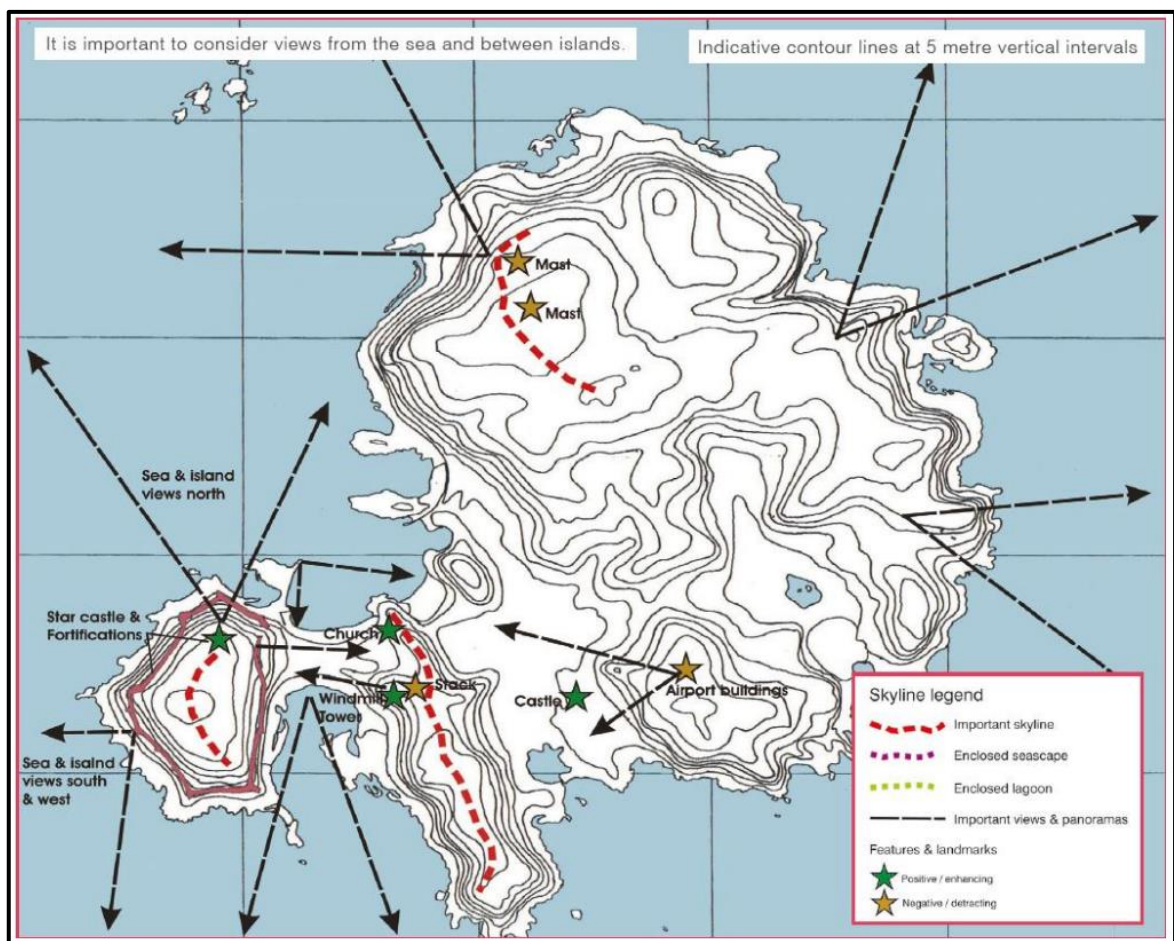 It is important to consider views from the sea and between islands.
Indicative contour lines at 5 metre vertical intervals
Mast
Mast
Sea & island
views north
Star castle &
Fortifications
Church
Stack
Windmill
Tower
Castle
Airport buildings
Sea & isalnd
views south
& west
Skyline legend
Important skyline
Enclosed seascape
Enclosed lagoon
Important views & panoramas
Features & landmarks
Positive / enhancing
Negative / detracting